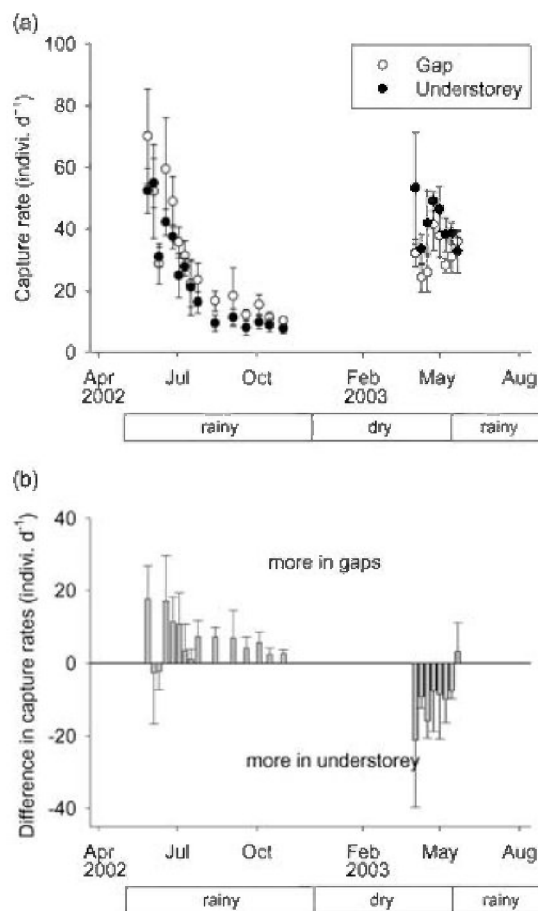 (a)
Capture rate (indivi. d⁻¹)
100
80
60
40
20
0
Gap
Understorey
Apr Jul Oct Feb May Aug
2002 2003
rainy dry rainy
(b)
Difference in capture rates (indivi. d⁻¹)
40
20
0
-20
-40
more in gaps
more in understorey
Apr Jul Oct Feb May Aug
2002 2003
rainy dry rainy